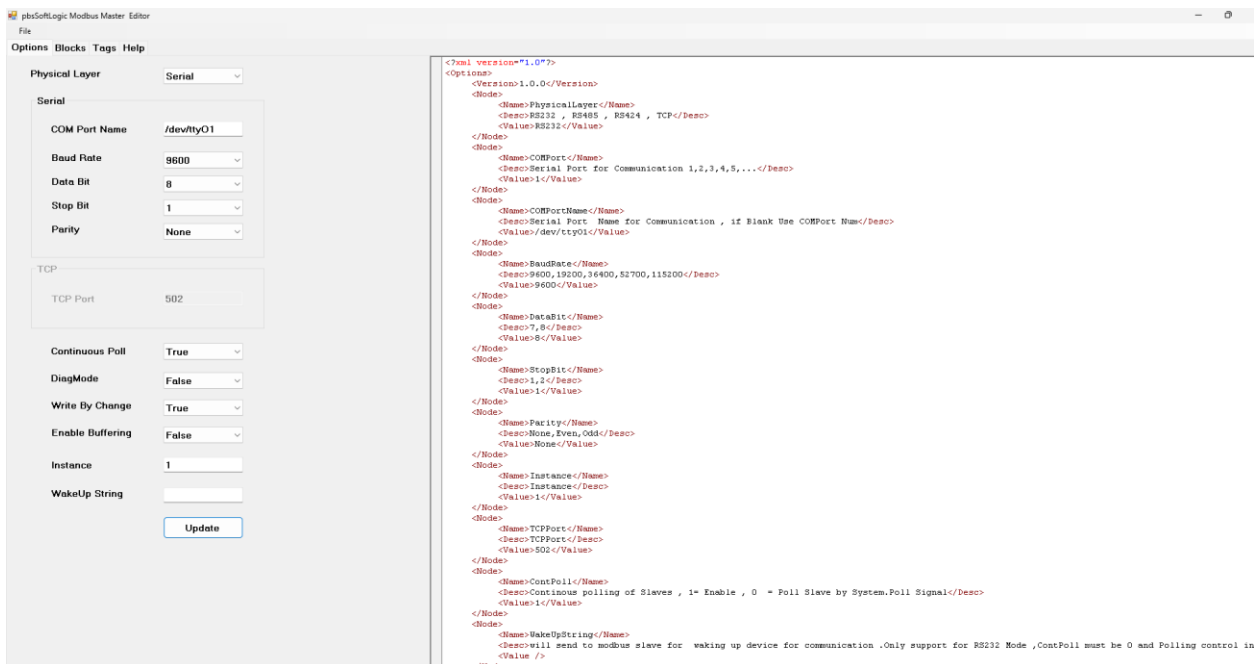 pbsSoftLogic Modbus Master Editor
File
Options Blocks Tags Help
Physical Layer Serial
Serial
COM Port Name /dev/ttyO1
Baud Rate 9600
Data Bit 8
Stop Bit 1
Parity None
TCP
TCP Port 502
Continuous Poll True
DiagMode False
Write By Change True
Enable Buffering False
Instance 1
WakeUp String
Update
<?xml version="1.0"?>
<Options>
<Version>1.0.0</Version>
<Node>
<Name>PhysicalLayer</Name>
<Desc>RS232 , RS485 , RS424 , TCP</Desc>
<Value>RS232</Value>
</Node>
<Node>
<Name>COMPort</Name>
<Desc>Serial Port for Communication 1,2,3,4,5,...</Desc>
<Value>1</Value>
</Node>
<Node>
<Name>COMPortName</Name>
<Desc>Serial Port  Name for Communication , if Blank Use COMPort Num</Desc>
<Value>/dev/ttyO1</Value>
</Node>
<Node>
<Name>BaudRate</Name>
<Desc>9600,19200,36400,52700,115200</Desc>
<Value>9600</Value>
</Node>
<Node>
<Name>DataBit</Name>
<Desc>7,8</Desc>
<Value>8</Value>
</Node>
<Node>
<Name>StopBit</Name>
<Desc>1,2</Desc>
<Value>1</Value>
</Node>
<Node>
<Name>Parity</Name>
<Desc>None,Even,Odd</Desc>
<Value>None</Value>
</Node>
<Node>
<Name>Instance</Name>
<Desc>Instance</Desc>
<Value>1</Value>
</Node>
<Node>
<Name>TCPPort</Name>
<Desc>TCPPort</Desc>
<Value>502</Value>
</Node>
<Node>
<Name>ContPoll</Name>
<Desc>Continous polling of Slaves , 1= Enable , 0  = Poll Slave by System.Poll Signal</Desc>
<Value>1</Value>
</Node>
<Node>
<Name>WakeUpString</Name>
<Desc>will send to modbus slave for  waking up device for communication .Only support for RS232 Mode ,ContPoll must be 0 and Polling control in
<Value />